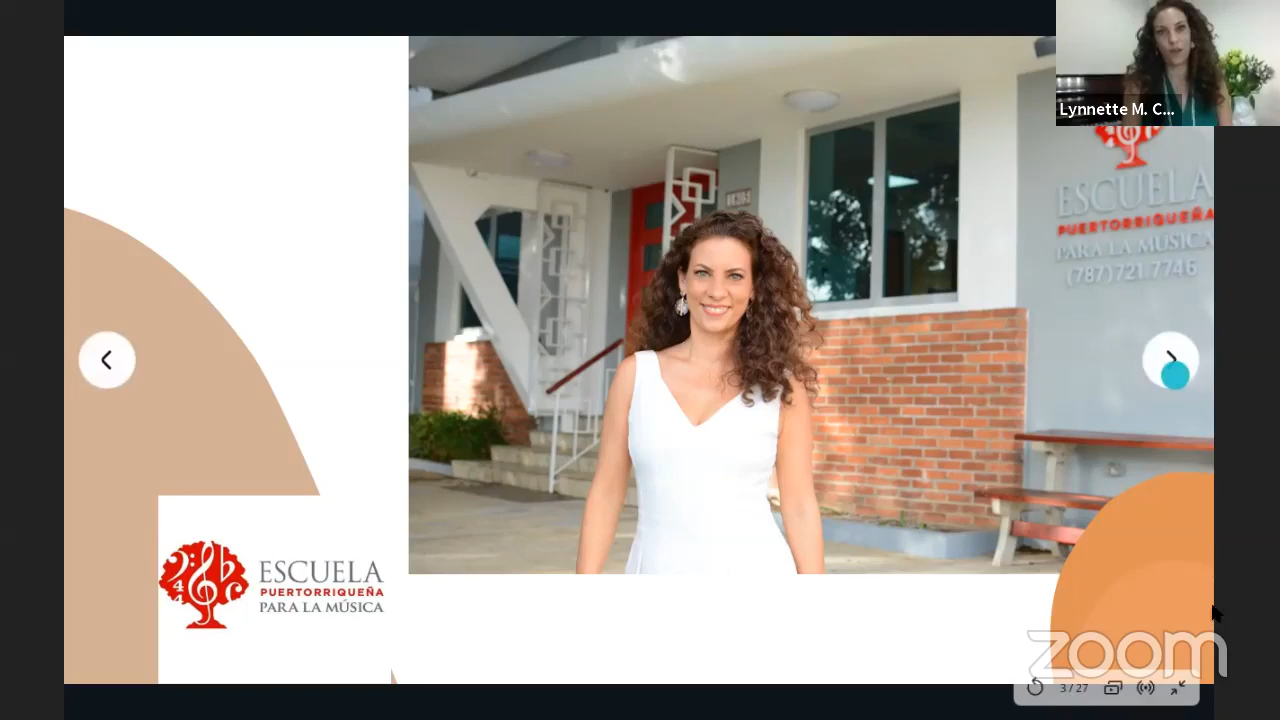 Lynnette M. C...
ESCUELA
PUERTORRIQUEÑA
PARA LA MÚSICA
(787)721.7746
ESCUELA
PUERTORRIQUEÑA
PARA LA MÚSICA
zoom
3/27